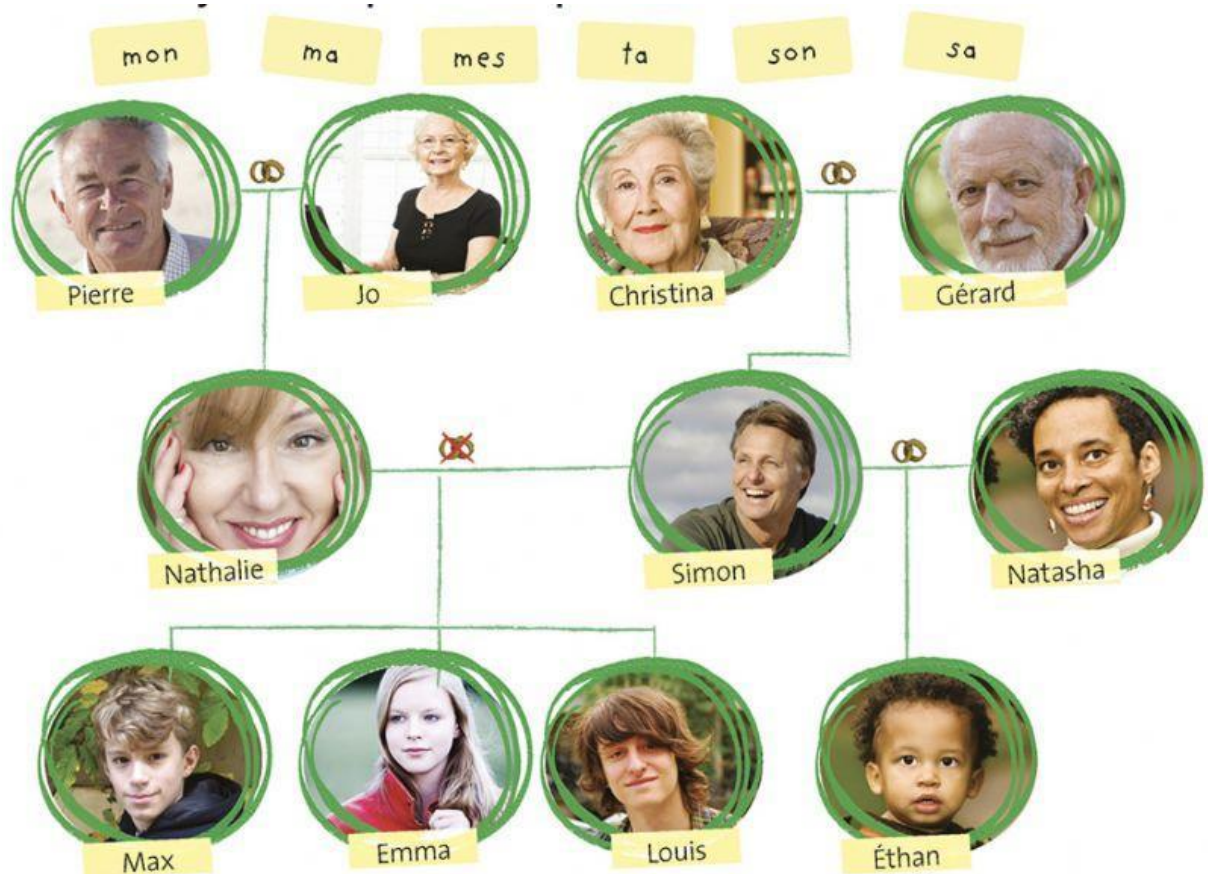 mon ma mes ta son sa
Pierre Jo Christina Gérard
Nathalie Simon Natasha
Max Emma Louis Éthan